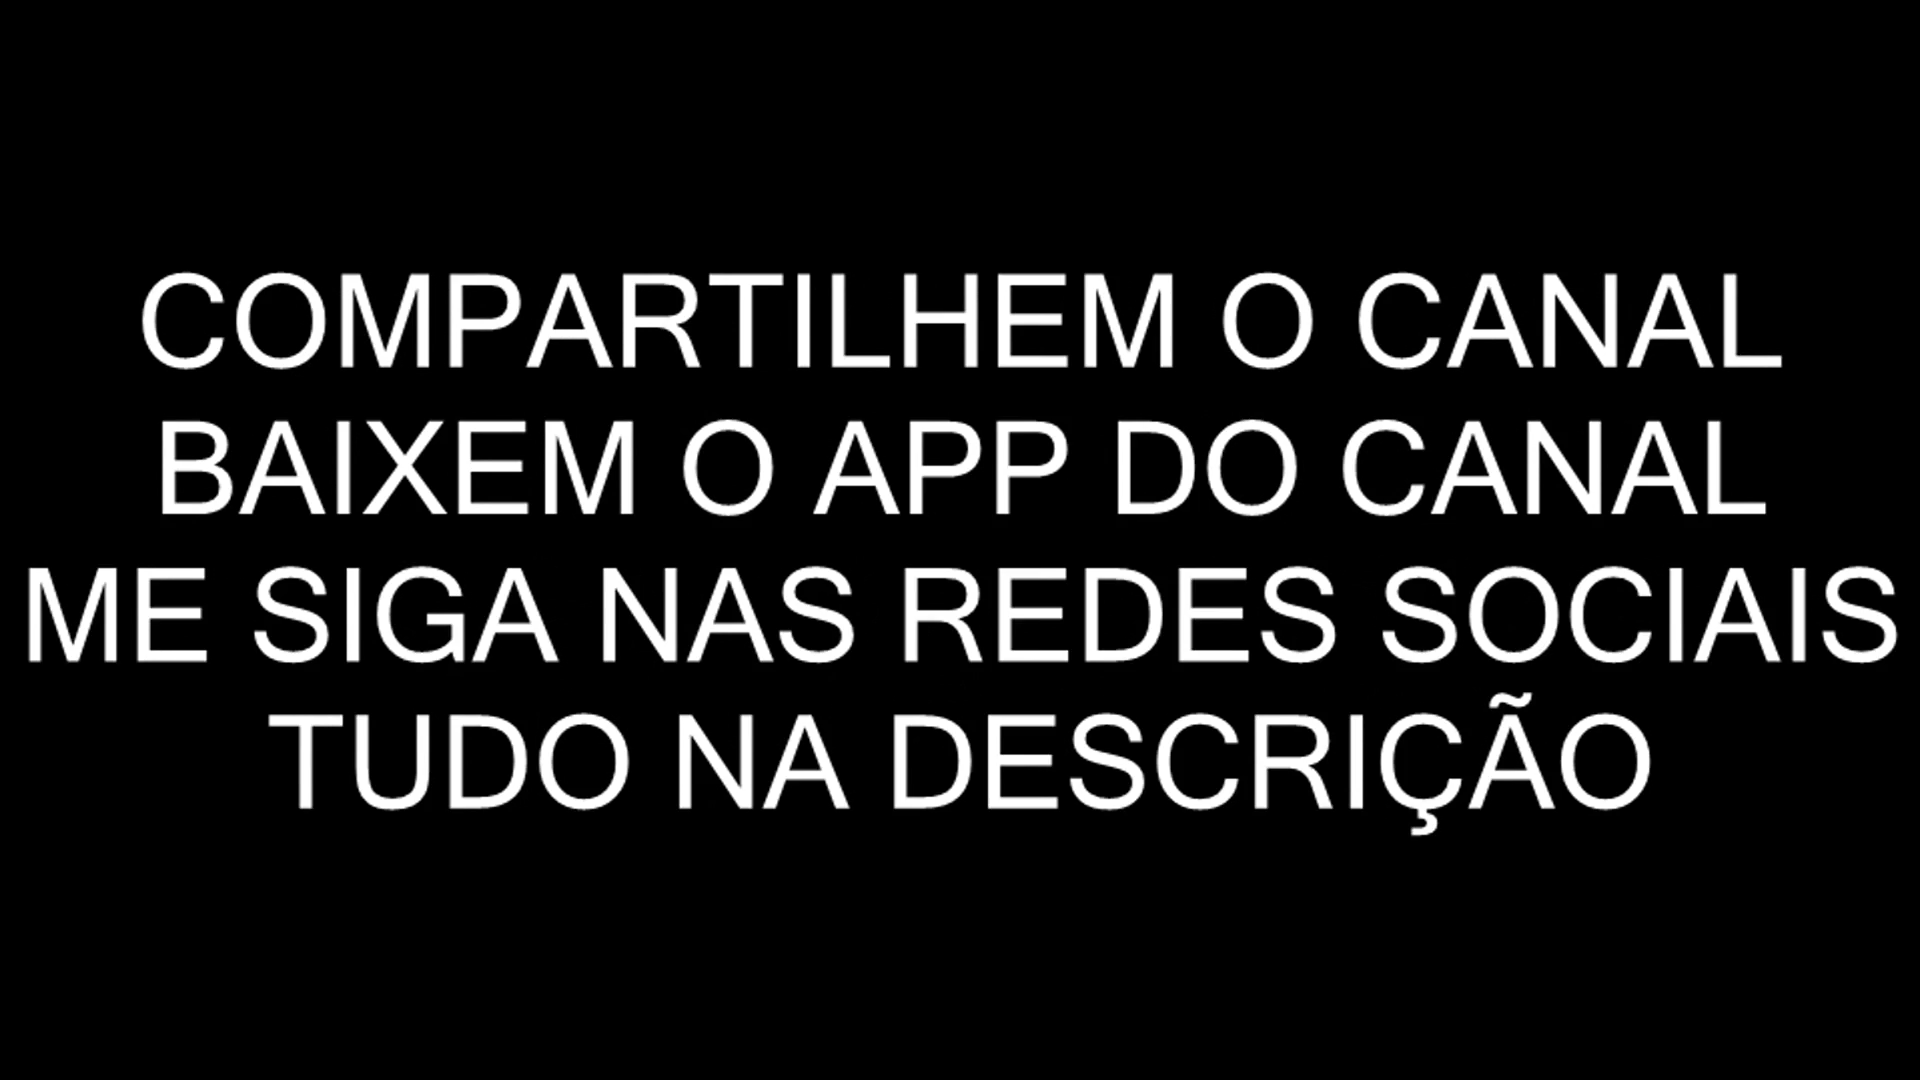 COMPARTILHEM O CANAL
BAIXEM O APP DO CANAL
ME SIGA NAS REDES SOCIAIS
TUDO NA DESCRIÇÃO